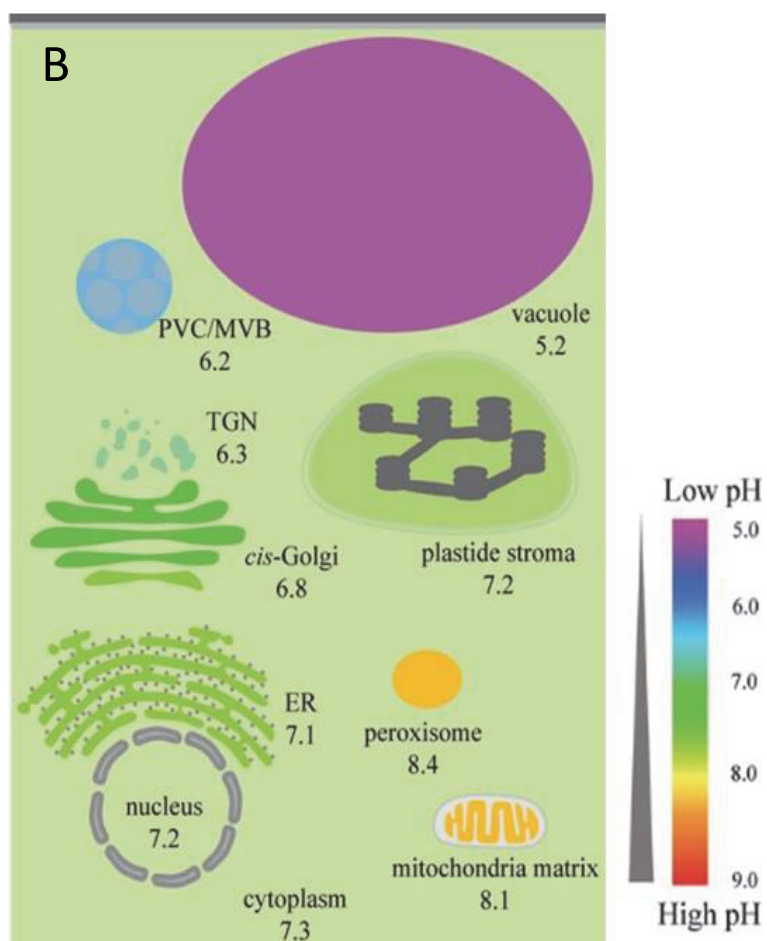 B
vacuole
5.2
PVC/MVB
6.2
TGN
6.3
cis-Golgi
6.8
plastide stroma
7.2
ER
7.1
peroxisome
8.4
nucleus
7.2
mitochondria matrix
8.1
cytoplasm
7.3
Low pH
5.0
6.0
7.0
8.0
9.0
High pH